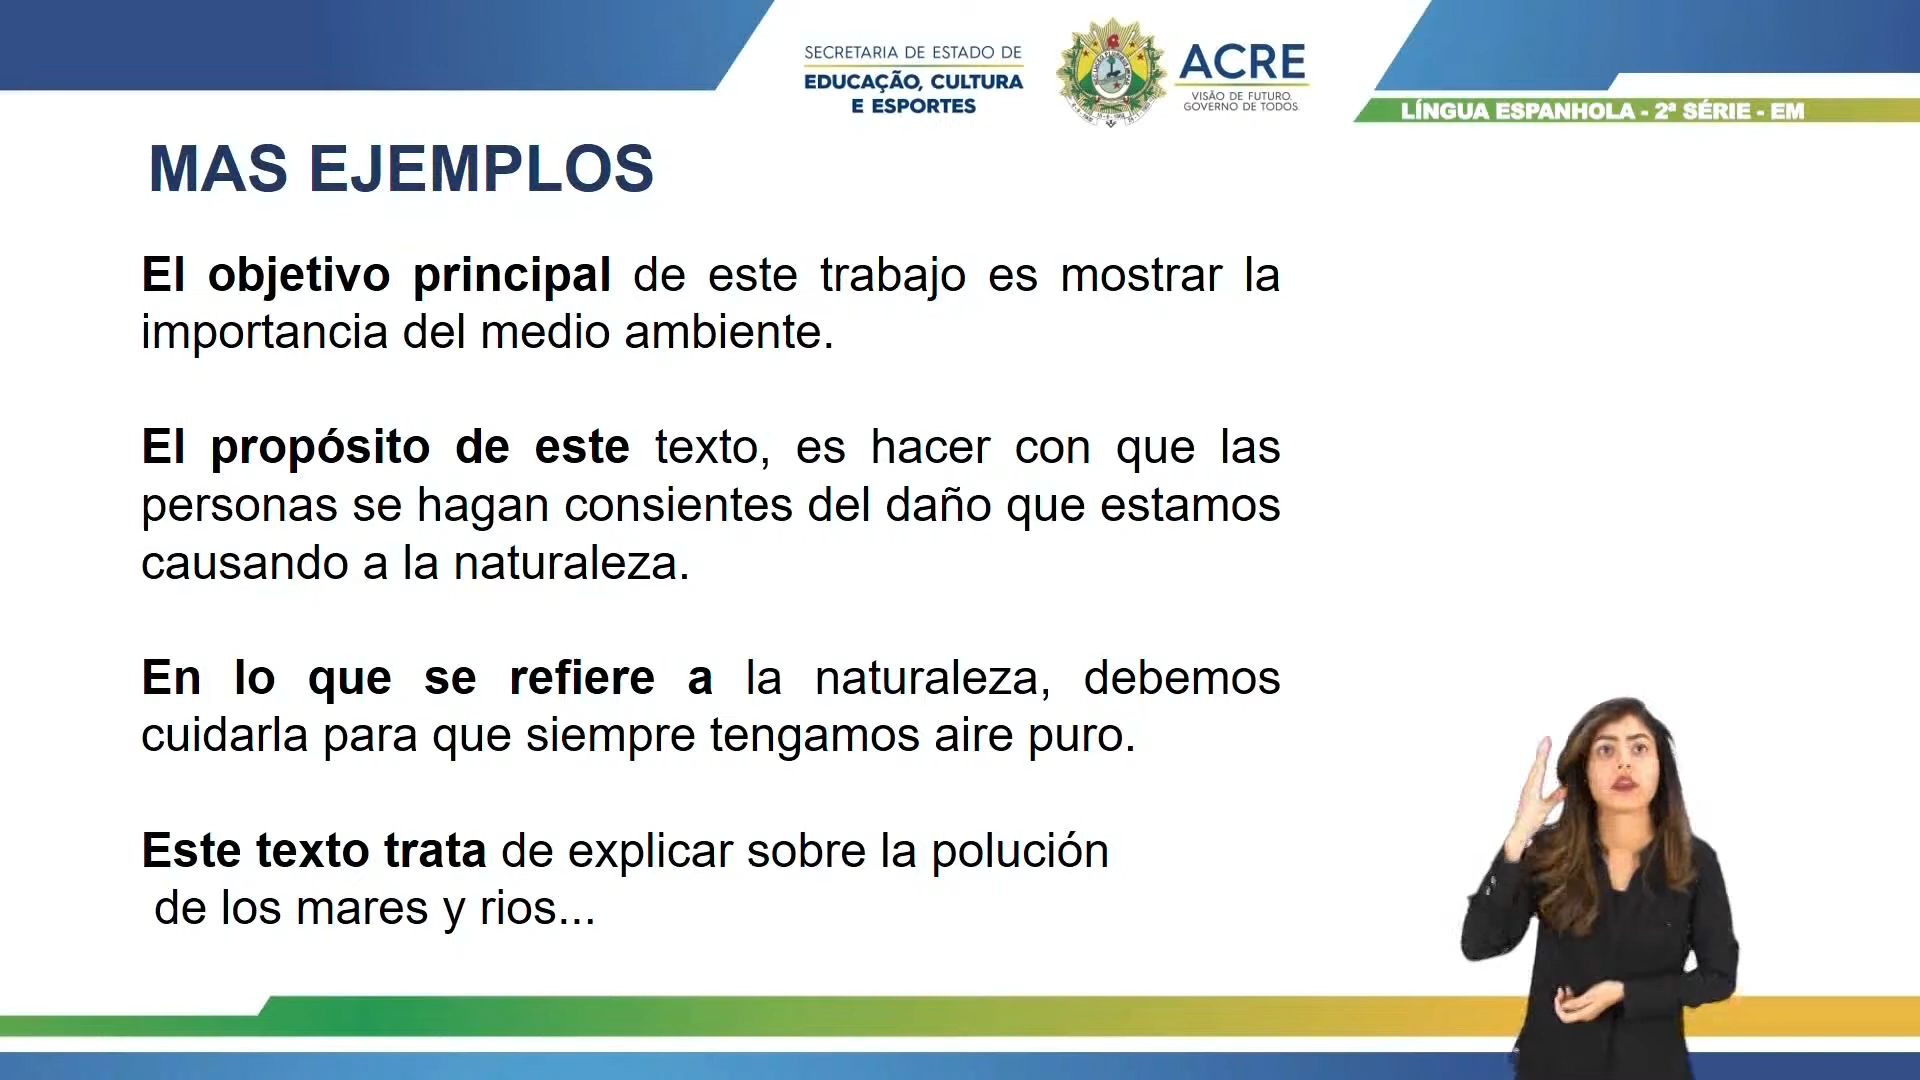 SECRETARIA DE ESTADO DE
EDUCAÇÃO, CULTURA
E ESPORTES
ACRE
VISÃO DE FUTURO.
GOVERNO DE TODOS.
LÍNGUA ESPANHOLA - 2ª SÉRIE - EM
MAS EJEMPLOS
El objetivo principal de este trabajo es mostrar la
importancia del medio ambiente.
El propósito de este texto, es hacer con que las
personas se hagan consientes del daño que estamos
causando a la naturaleza.
En lo que se refiere a la naturaleza, debemos
cuidarla para que siempre tengamos aire puro.
Este texto trata de explicar sobre la polución
de los mares y rios...